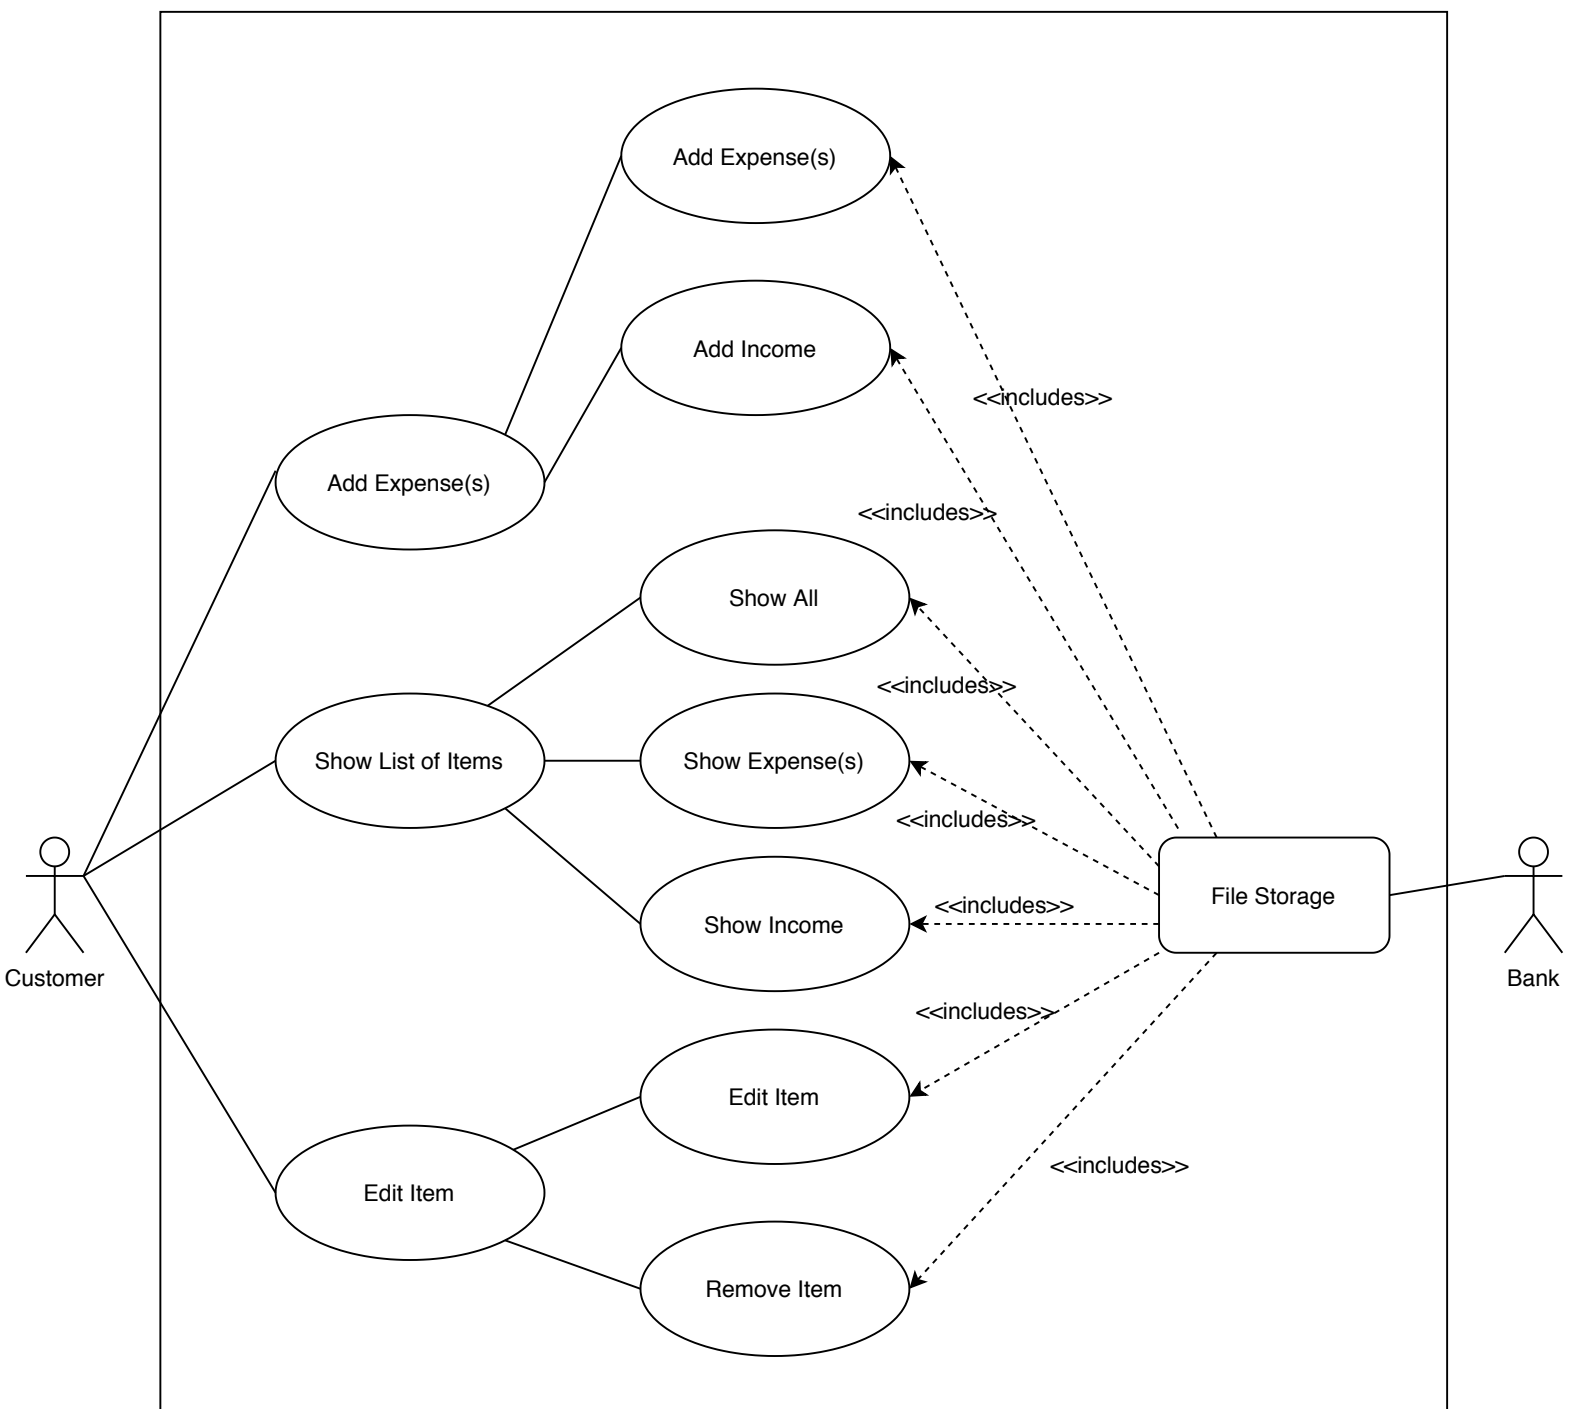 Add Expense(s)
Add Income
<<includes>>
Add Expense(s)
<<includes>>
Show All
<<includes>>
Show List of Items
Show Expense(s)
<<includes>>
File Storage
<<includes>>
Show Income
Customer
Bank
<<includes>>
Edit Item
<<includes>>
Edit Item
Remove Item